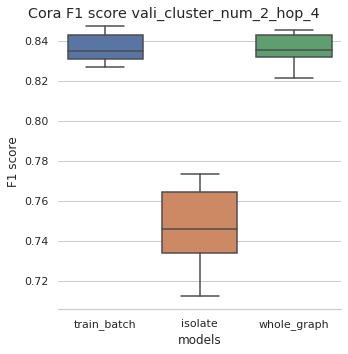 Cora F1 score vali_cluster_num_2_hop_4
0.84
0.82
0.80
0.78
0.76
0.74
0.72
F1 score
train_batch
isolate
whole_graph
models